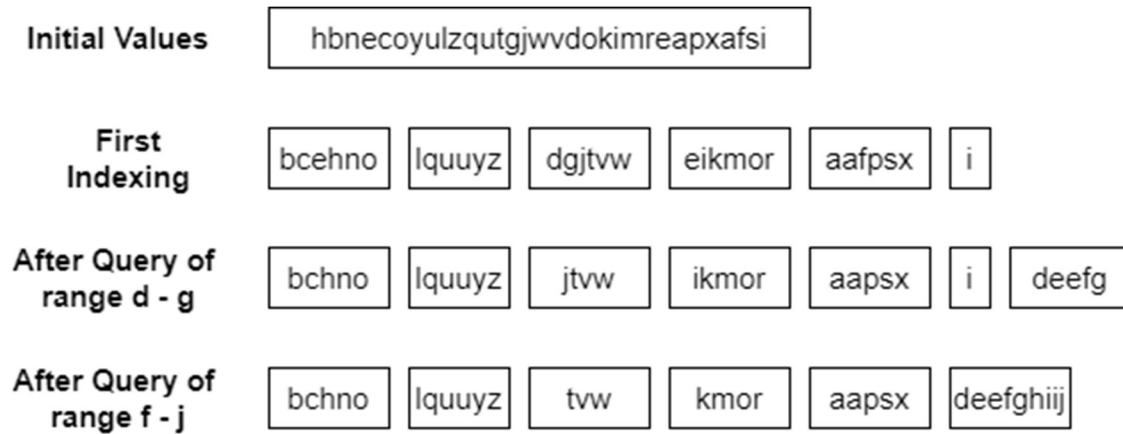 Initial Values
hbnecoyulzqutgjwvdokimreapxafsi
First
Indexing
bcehno lquuyz dgjtvw eikmor aafpsx i
After Query of
range d - g
bchno lquuyz jtvw ikmor aapsx i deefg
After Query of
range f - j
bchno lquuyz tvw kmor aapsx deefghiij